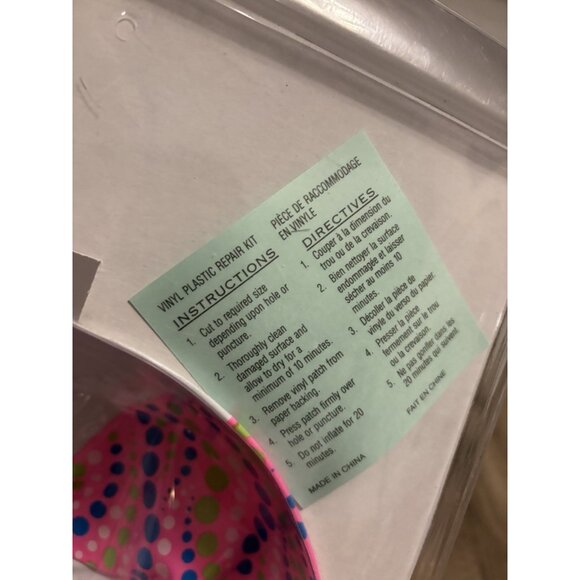 VINYL PLASTIC REPAIR KIT
INSTRUCTIONS
1. Cut to required size
depending upon hole or
puncture.
2. Thoroughly clean
damaged surface and
allow to dry for a
minimum of 10 minutes.
3. Remove vinyl patch from
paper backing.
4. Press patch firmly over
hole or puncture.
5. Do not inflate for 20
minutes.
MADE IN CHINA
PIÈCE DE RACCOMMODAGE
EN VINYLE
DIRECTIVES
1. Couper à la dimension du
trou ou de la crevaison.
2. Bien nettoyer la surface
endommagée et laisser
sécher au moins 10
minutes.
3. Décoller la pièce de
vinyle du verso du papier.
4. Presser la pièce
fermement sur le trou
ou la crevaison.
5. Ne pas gonfler dans les
20 minutes qui suivent.
FAIT EN CHINE